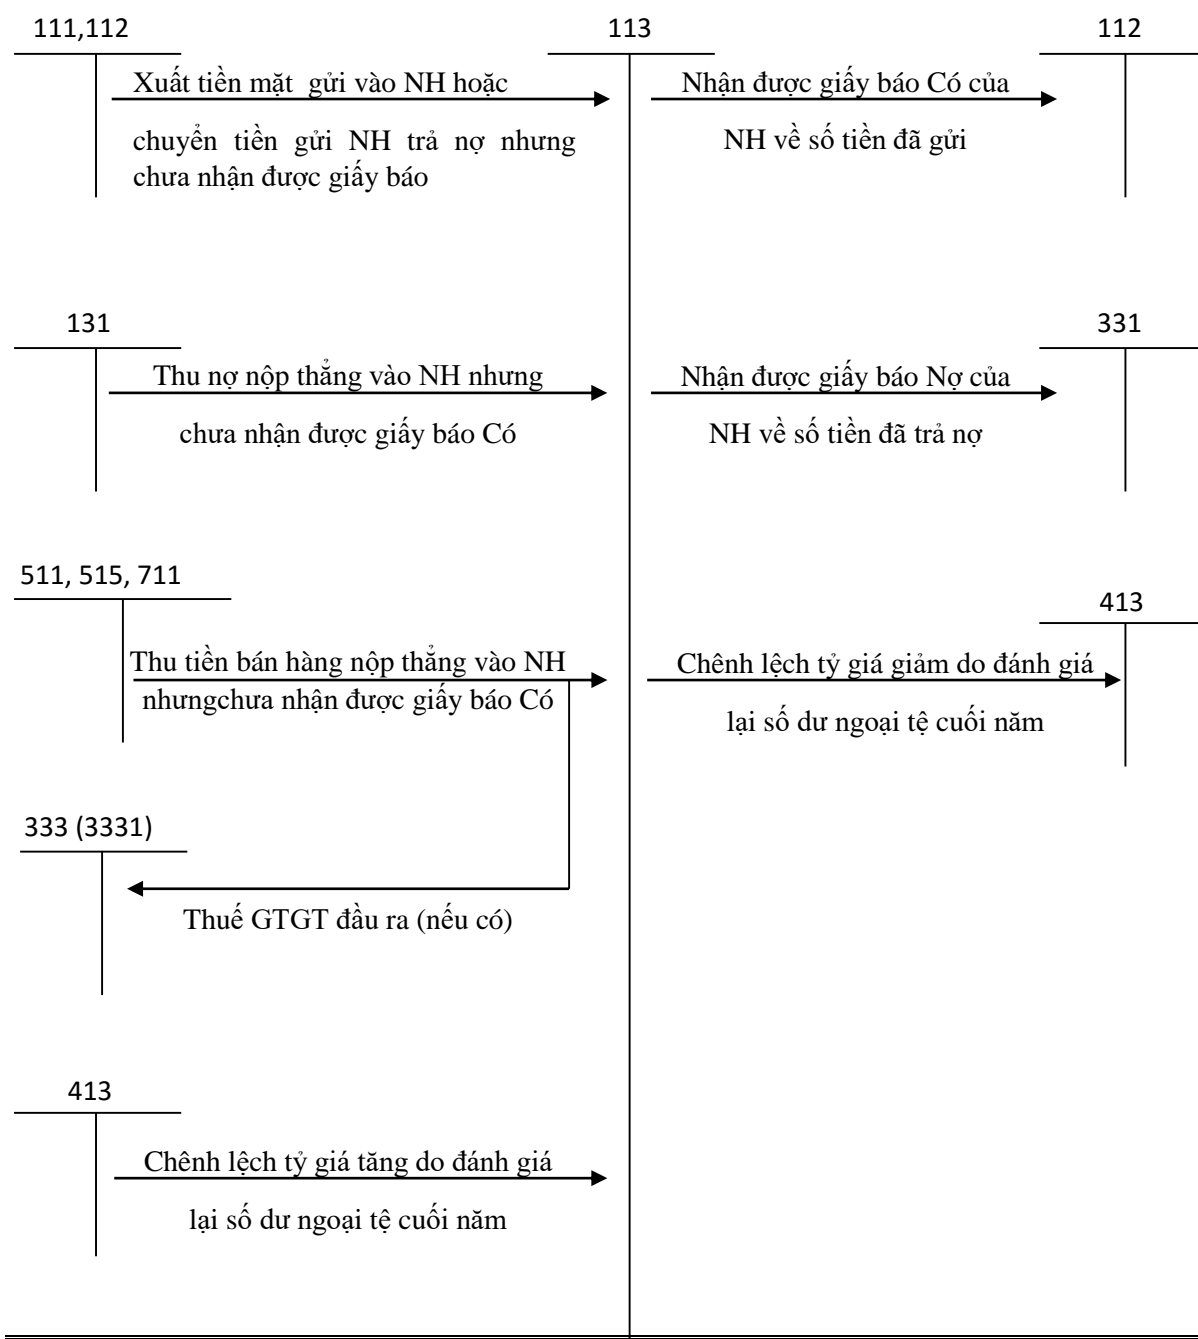 111,112
113
112
Xuất tiền mặt gửi vào NH hoặc
chuyển tiền gửi NH trả nợ nhưng
chưa nhận được giấy báo
Nhận được giấy báo Có của
NH về số tiền đã gửi
131
331
Thu nợ nộp thẳng vào NH nhưng
chưa nhận được giấy báo Có
Nhận được giấy báo Nợ của
NH về số tiền đã trả nợ
511, 515, 711
413
Thu tiền bán hàng nộp thẳng vào NH
nhưngchưa nhận được giấy báo Có
Chênh lệch tỷ giá giảm do đánh giá
lại số dư ngoại tệ cuối năm
333 (3331)
Thuế GTGT đầu ra (nếu có)
413
Chênh lệch tỷ giá tăng do đánh giá
lại số dư ngoại tệ cuối năm